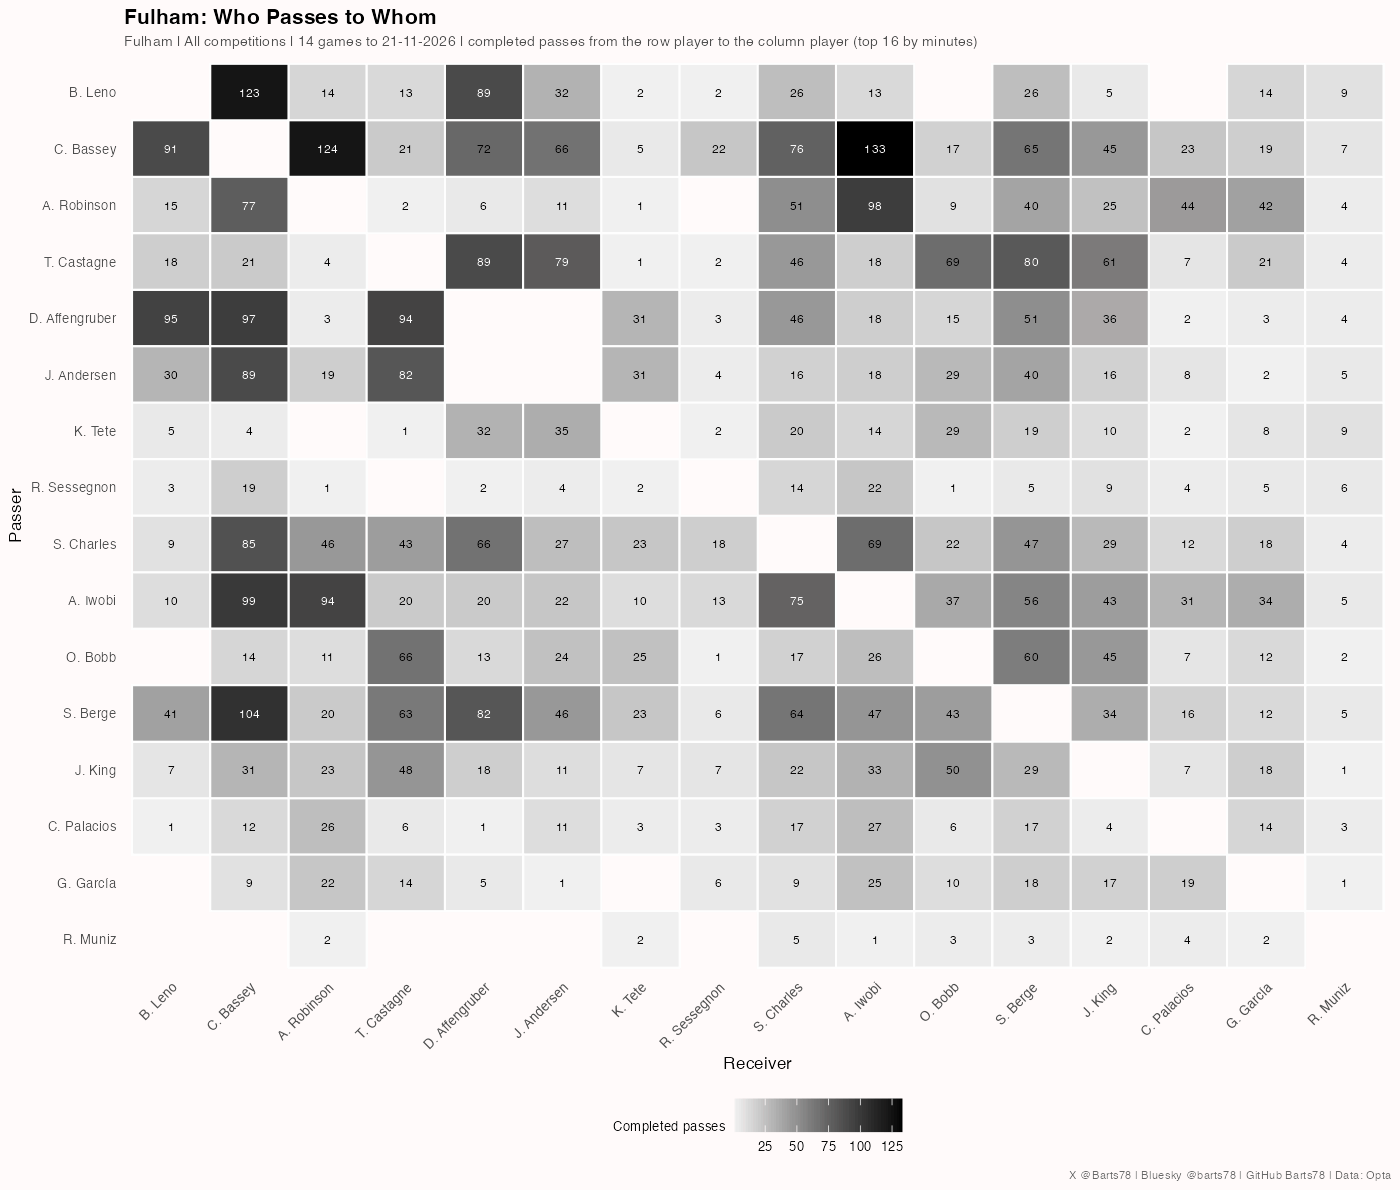 Fulham: Who Passes to Whom
Fulham | All competitions | 14 games to 21-11-2026 | completed passes from the row player to the column player (top 16 by minutes)
Passer
B. Leno 123 14 13 89 32 2 2 26 13 26 5 14 9
C. Bassey 91 124 21 72 66 5 22 76 133 17 65 45 23 19 7
A. Robinson 15 77 2 6 11 1 51 98 9 40 25 44 42 4
T. Castagne 18 21 4 89 79 1 2 46 18 69 80 61 7 21 4
D. Affengruber 95 97 3 94 31 3 46 18 15 51 36 2 3 4
J. Andersen 30 89 19 82 31 4 16 18 29 40 16 8 2 5
K. Tete 5 4 1 32 35 2 20 14 29 19 10 2 8 9
R. Sessegnon 3 19 1 2 4 2 14 22 1 5 9 4 5 6
S. Charles 9 85 46 43 66 27 23 18 69 22 47 29 12 18 4
A. Iwobi 10 99 94 20 20 22 10 13 75 37 56 43 31 34 5
O. Bobb 14 11 66 13 24 25 1 17 26 60 45 7 12 2
S. Berge 41 104 20 63 82 46 23 6 64 47 43 34 16 12 5
J. King 7 31 23 48 18 11 7 7 22 33 50 29 7 18 1
C. Palacios 1 12 26 6 1 11 3 3 17 27 6 17 4 14 3
G. García 9 22 14 5 1 6 9 25 10 18 17 19 1
R. Muniz 2 2 5 1 3 3 2 4 2
B. Leno C. Bassey A. Robinson T. Castagne D. Affengruber J. Andersen K. Tete R. Sessegnon S. Charles A. Iwobi O. Bobb S. Berge J. King C. Palacios G. García R. Muniz
Receiver
Completed passes
25 50 75 100 125
X @Barts78 | Bluesky @barts78 | GitHub Barts78 | Data: Opta